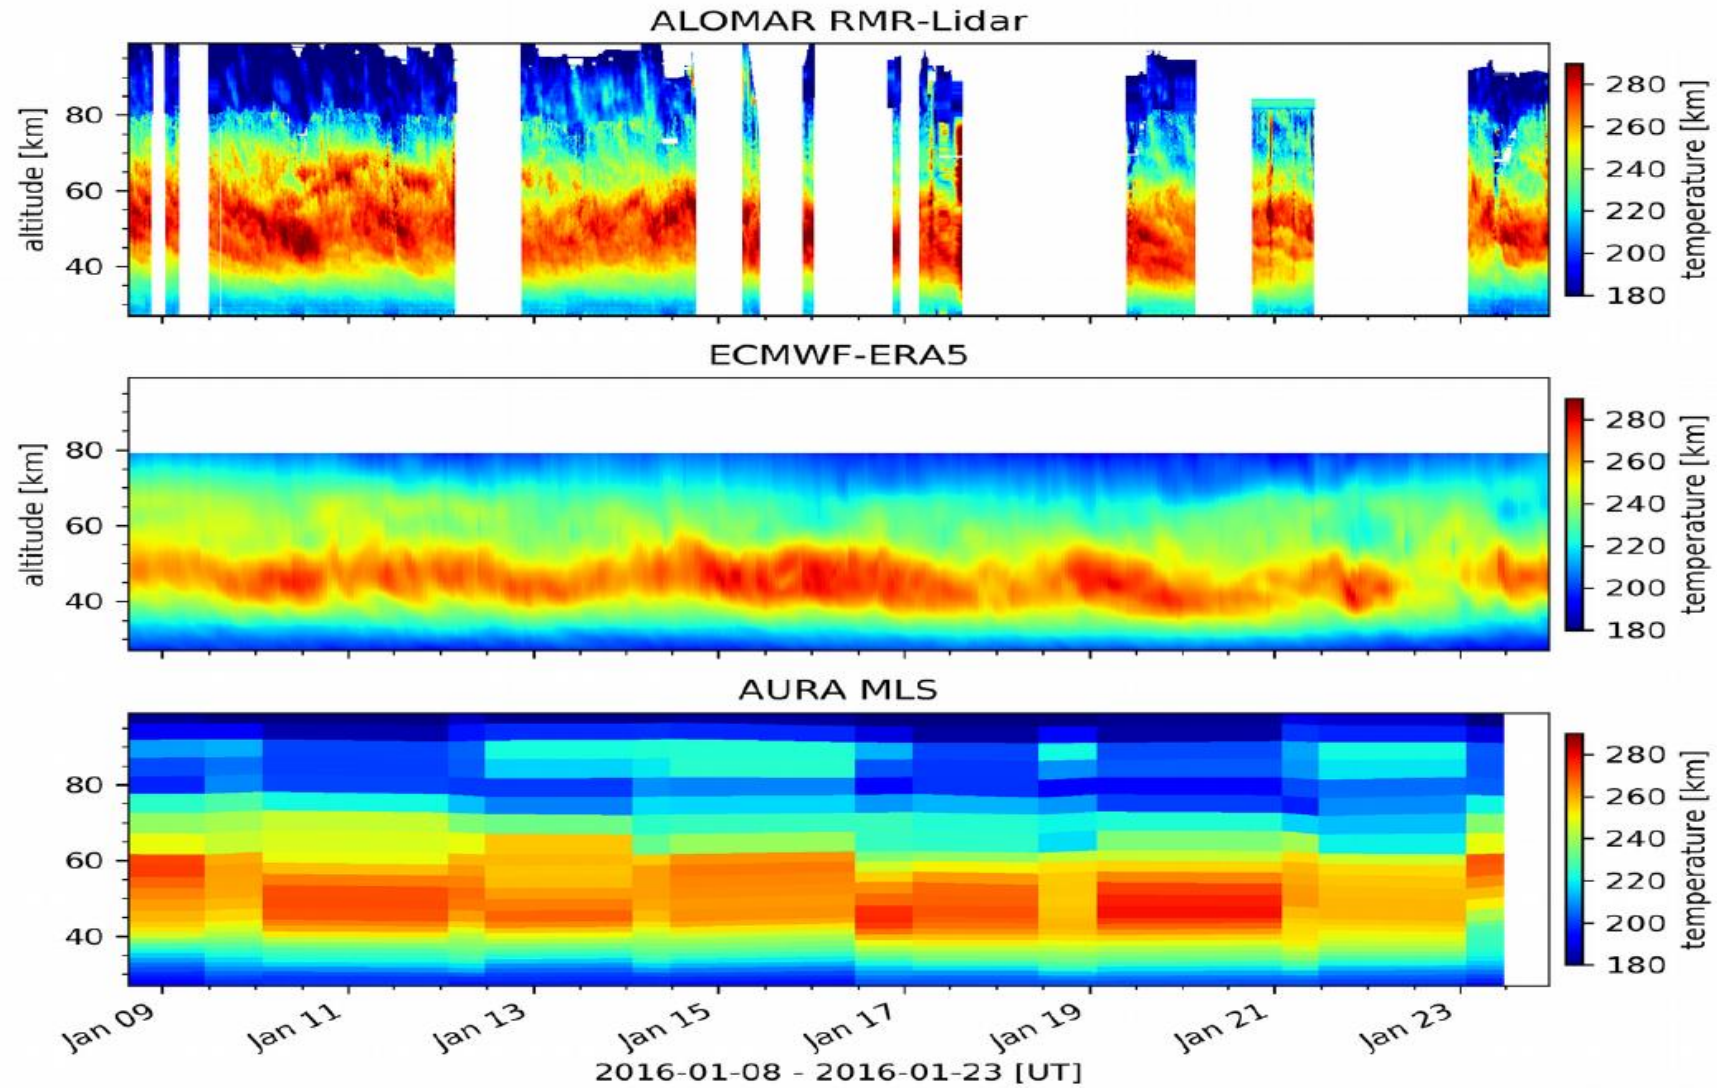 ALOMAR RMR-Lidar
altitude [km]
80
60
40
280
260
240
220
200
180
temperature [km]
ECMWF-ERA5
altitude [km]
80
60
40
280
260
240
220
200
180
temperature [km]
AURA MLS
80
60
40
280
260
240
220
200
180
temperature [km]
Jan 09
Jan 11
Jan 13
Jan 15
Jan 17
Jan 19
Jan 21
Jan 23
2016-01-08 - 2016-01-23 [UT]